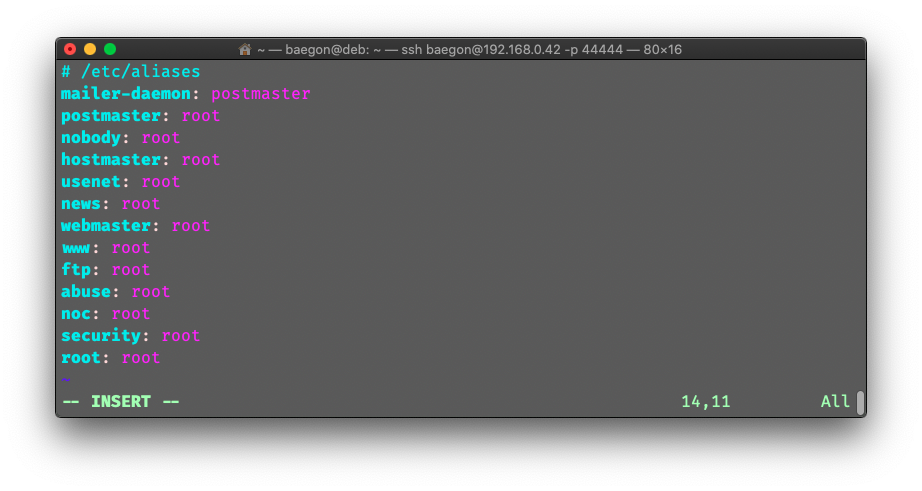 ~ — baegon@deb: ~ — ssh baegon@192.168.0.42 -p 44444 — 80×16
# /etc/aliases
mailer-daemon: postmaster
postmaster: root
nobody: root
hostmaster: root
usenet: root
news: root
webmaster: root
www: root
ftp: root
abuse: root
noc: root
security: root
root: root
~
-- INSERT -- 14,11 All